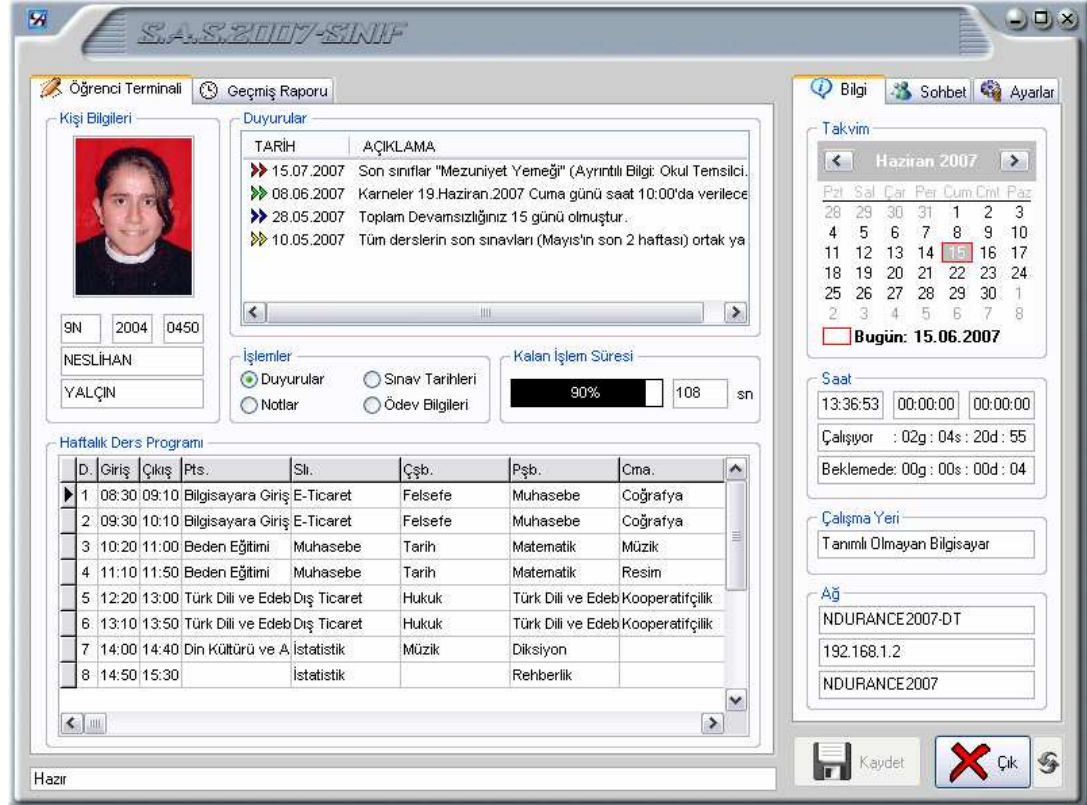 S.A.S.2007-SINIF
Öğrenci Terminali Geçmiş Raporu
Kişi Bilgileri
9N 2004 0450
NESLİHAN
YALÇIN
Duyurular
TARİH AÇIKLAMA
15.07.2007 Son sınıflar "Mezuniyet Yemeği" (Ayrıntılı Bilgi: Okul Temsilci.
08.06.2007 Karneler 19.Haziran.2007 Cuma günü saat 10:00'da verilece
28.05.2007 Toplam Devamsızlığınız 15 günü olmuştur.
10.05.2007 Tüm derslerin son sınavları (Mayıs'ın son 2 haftası) ortak ya
İşlemler
Duyurular Sınav Tarihleri
Notlar Ödev Bilgileri
Kalan İşlem Süresi
90% 108 sn
Haftalık Ders Programı
D. Giriş Çıkış Pts. Slı. Çşb. Pşb. Cma.
1 08:30 09:10 Bilgisayara Giriş E-Ticaret Felsefe Muhasebe Coğrafya
2 09:30 10:10 Bilgisayara Giriş E-Ticaret Felsefe Muhasebe Coğrafya
3 10:20 11:00 Beden Eğitimi Muhasebe Tarih Matematik Müzik
4 11:10 11:50 Beden Eğitimi Muhasebe Tarih Matematik Resim
5 12:20 13:00 Türk Dili ve Edeb Dış Ticaret Hukuk Türk Dili ve Edeb Kooperatifçilik
6 13:10 13:50 Türk Dili ve Edeb Dış Ticaret Hukuk Türk Dili ve Edeb Kooperatifçilik
7 14:00 14:40 Din Kültürü ve A İstatistik Müzik Diksiyon
8 14:50 15:30 İstatistik Rehberlik
Hazır
Bilgi Sohbet Ayarlar
Takvim
Haziran 2007
Pzt Sal Çar Per Cum Cmt Paz
28 29 30 31 1 2 3
4 5 6 7 8 9 10
11 12 13 14 15 16 17
18 19 20 21 22 23 24
25 26 27 28 29 30 1
2 3 4 5 6 7 8
Bugün: 15.06.2007
Saat
13:36:53 00:00:00 00:00:00
Çalışıyor : 02g : 04s : 20d : 55
Beklemede: 00g : 00s : 00d : 04
Çalışma Yeri
Tanımlı Olmayan Bilgisayar
Ağ
NDURANCE2007-DT
192.168.1.2
NDURANCE2007
Kaydet Çık